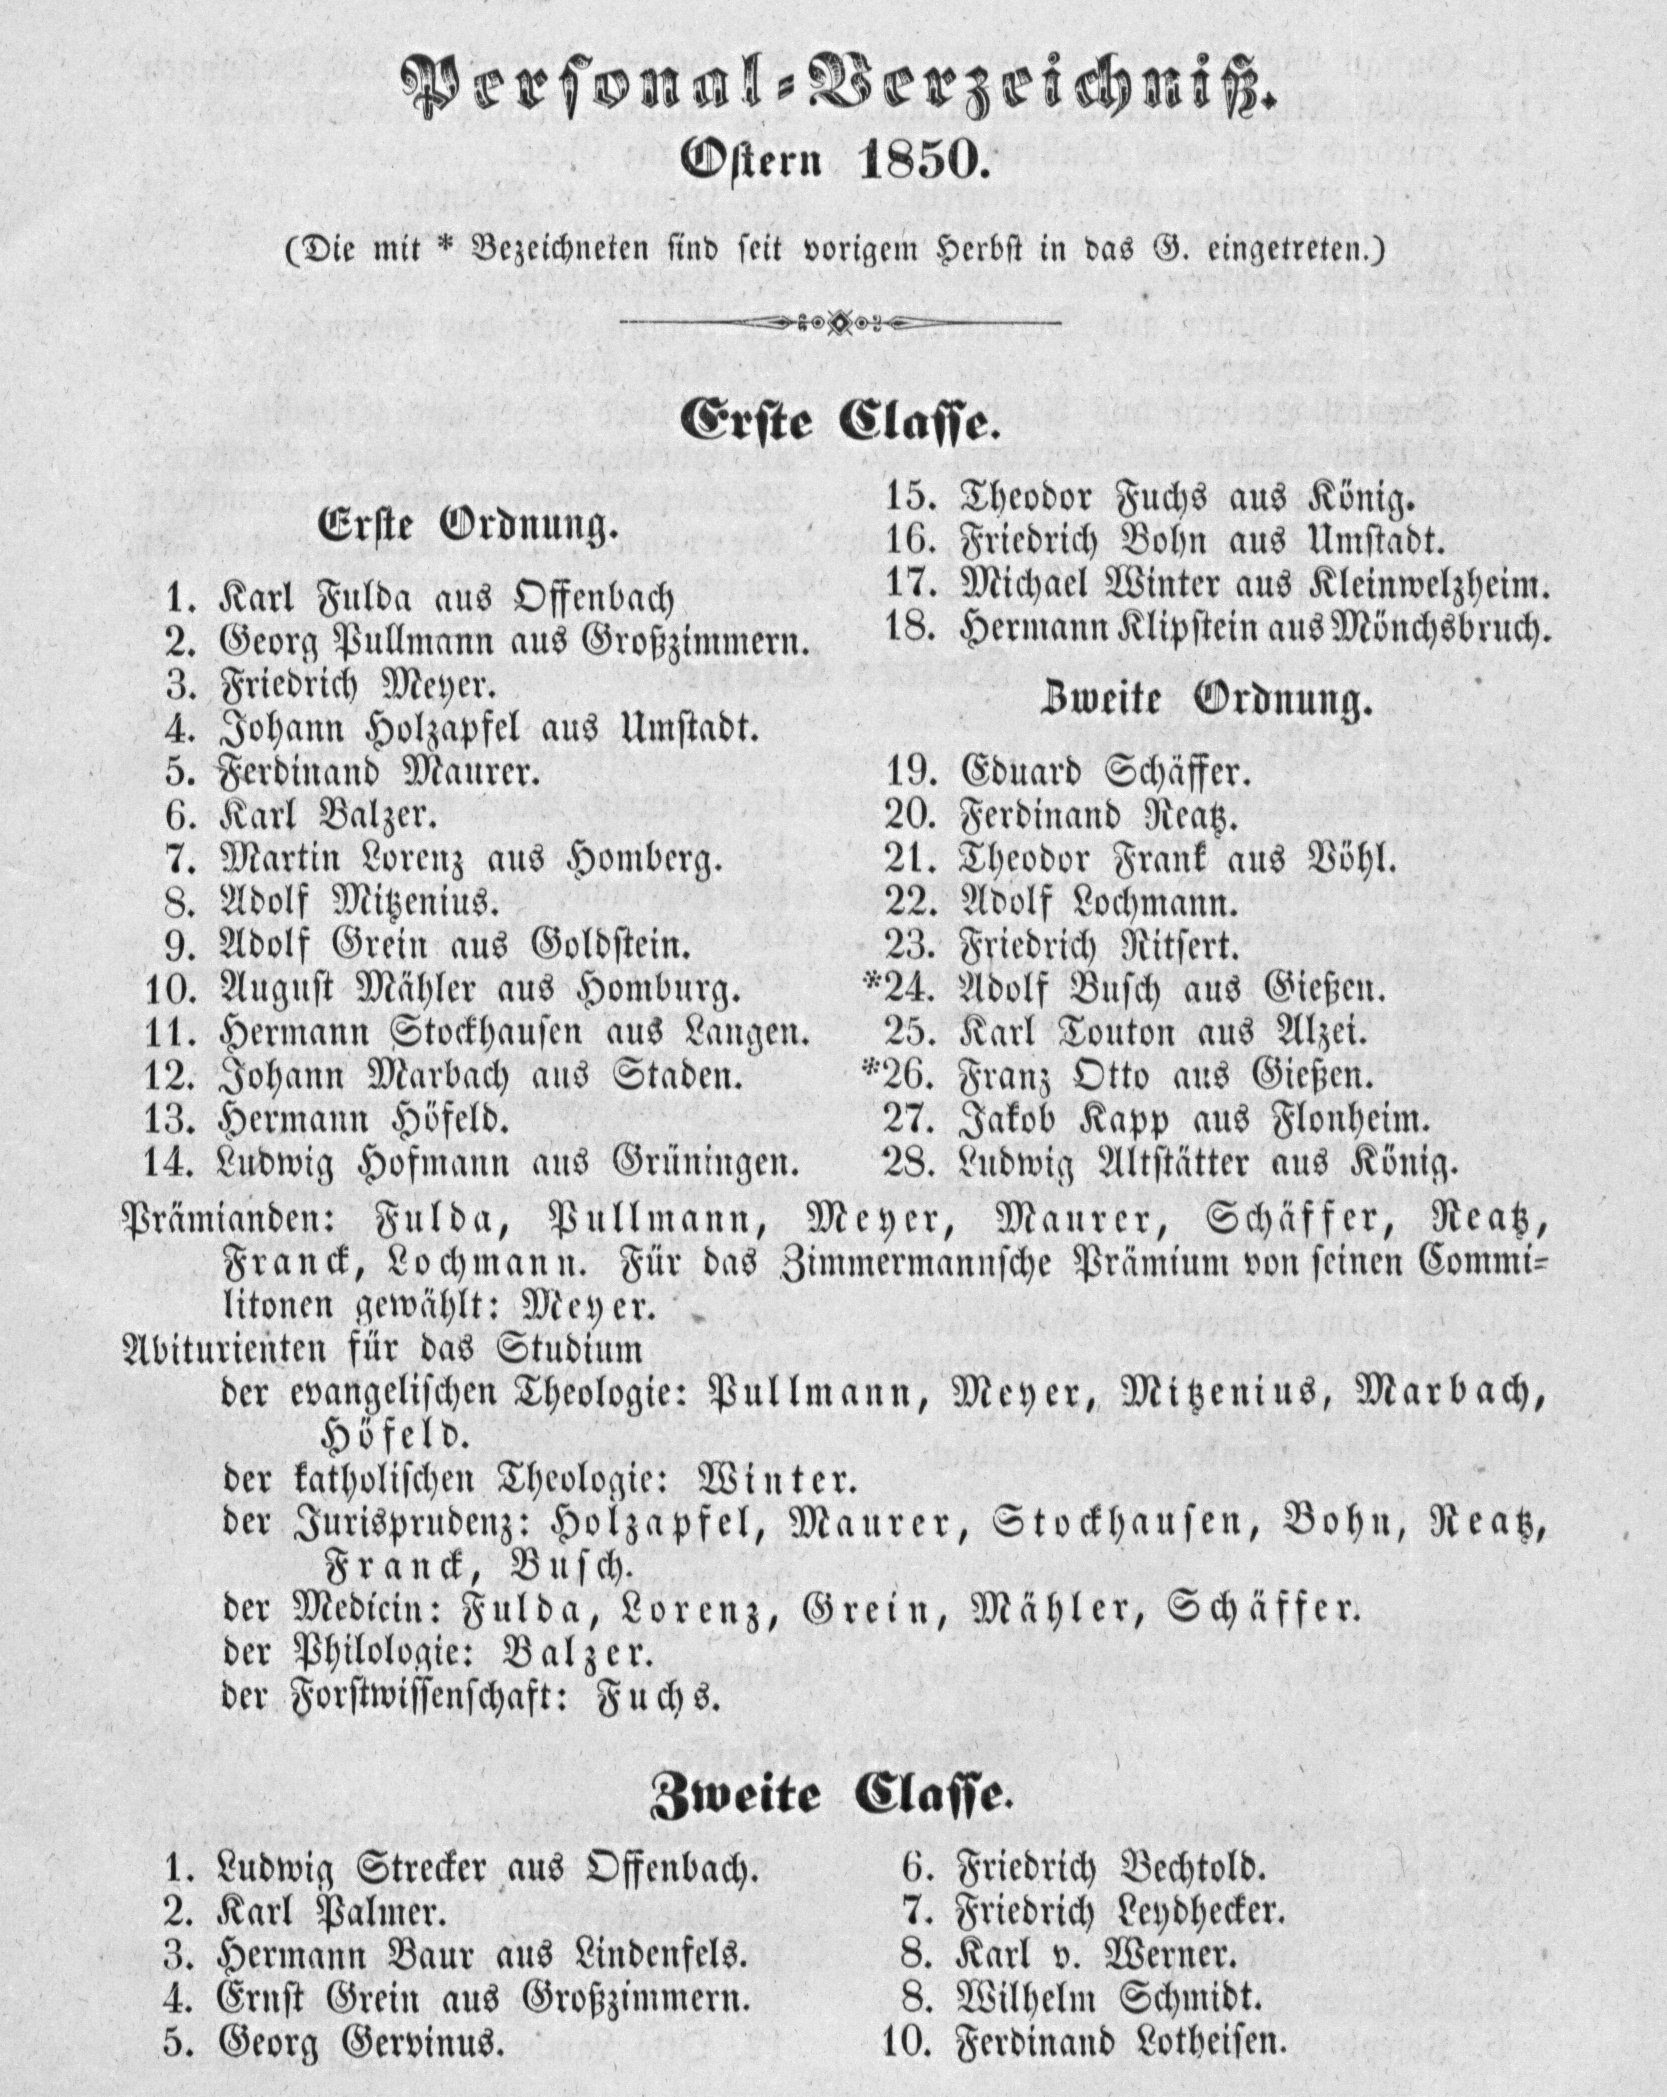 Personal-Verzeichniß.
Ostern 1850.
(Die mit * Bezeichneten sind seit vorigem Herbst in das G. eingetreten.)
Erste Classe.
Erste Ordnung.
1. Karl Fulda aus Offenbach
2. Georg Pullmann aus Großzimmern.
3. Friedrich Meyer.
4. Johann Holzapfel aus Umstadt.
5. Ferdinand Maurer.
6. Karl Balzer.
7. Martin Lorenz aus Homberg.
8. Adolf Mitzenius.
9. Adolf Grein aus Goldstein.
10. August Mähler aus Homburg.
11. Hermann Stockhausen aus Langen.
12. Johann Marbach aus Staden.
13. Hermann Höfeld.
14. Ludwig Hofmann aus Grüningen.
15. Theodor Fuchs aus König.
16. Friedrich Bohn aus Umstadt.
17. Michael Winter aus Kleinwelzheim.
18. Hermann Klipstein aus Mönchsbruch.
Zweite Ordnung.
19. Eduard Schäffer.
20. Ferdinand Reatz.
21. Theodor Frank aus Vöhl.
22. Adolf Lochmann.
23. Friedrich Ritsert.
*24. Adolf Busch aus Gießen.
25. Karl Touton aus Alzei.
*26. Franz Otto aus Gießen.
27. Jakob Kapp aus Flonheim.
28. Ludwig Altstätter aus König.
Prämianden: Fulda, Pullmann, Meyer, Maurer, Schäffer, Reatz,
Franck, Lochmann. Für das Zimmermannsche Prämium von seinen Commi-
litonen gewählt: Meyer.
Abiturienten für das Studium
der evangelischen Theologie: Pullmann, Meyer, Mitzenius, Marbach,
Höfeld.
der katholischen Theologie: Winter.
der Jurisprudenz: Holzapfel, Maurer, Stockhausen, Bohn, Reatz,
Franck, Busch.
der Medicin: Fulda, Lorenz, Grein, Mähler, Schäffer.
der Philologie: Balzer.
der Forstwissenschaft: Fuchs.
Zweite Classe.
1. Ludwig Strecker aus Offenbach.
2. Karl Palmer.
3. Hermann Baur aus Lindenfels.
4. Ernst Grein aus Großzimmern.
5. Georg Gervinus.
6. Friedrich Bechtold.
7. Friedrich Leydhecker.
8. Karl v. Werner.
8. Wilhelm Schmidt.
10. Ferdinand Lotheisen.